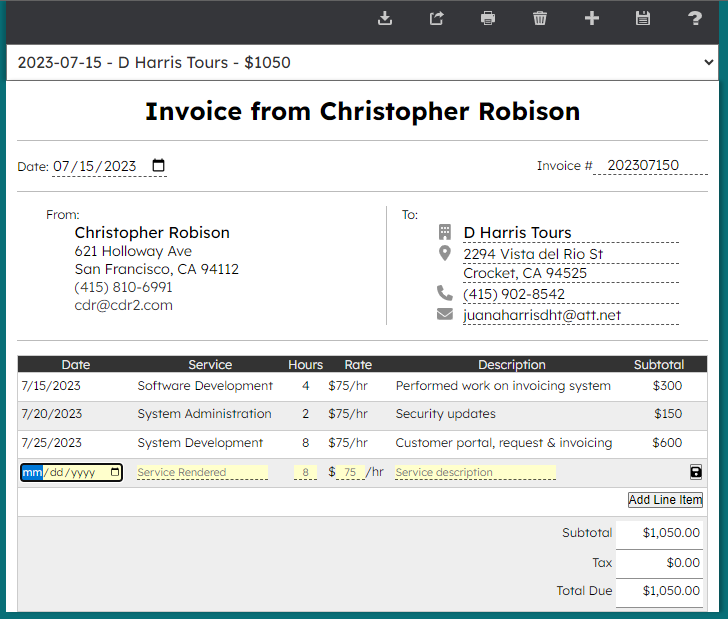 ?
2023-07-15 - D Harris Tours - $1050
Invoice from Christopher Robison
Date: 07/15/2023 Invoice # 202307150
From: To:
Christopher Robison D Harris Tours
621 Holloway Ave 2294 Vista del Rio St
San Francisco, CA 94112 Crocket, CA 94525
(415) 810-6991 (415) 902-8542
cdr@cdr2.com juanaharrisdht@att.net
Date Service Hours Rate Description Subtotal
7/15/2023 Software Development 4 $75/hr Performed work on invoicing system $300
7/20/2023 System Administration 2 $75/hr Security updates $150
7/25/2023 System Development 8 $75/hr Customer portal, request & invoicing $600
mm/dd/yyyy Service Rendered 8 $ 75 /hr Service description
Add Line Item
Subtotal $1,050.00
Tax $0.00
Total Due $1,050.00